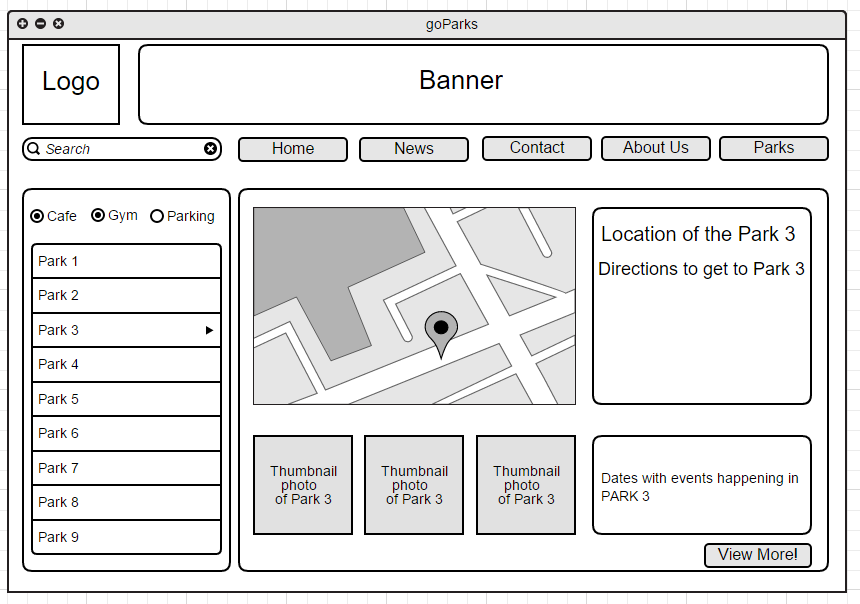 goParks
Logo
Banner
Search
Home
News
Contact
About Us
Parks
Cafe
Gym
Parking
Park 1
Park 2
Park 3
Park 4
Park 5
Park 6
Park 7
Park 8
Park 9
Location of the Park 3
Directions to get to Park 3
Thumbnail
photo
of Park 3
Thumbnail
photo
of Park 3
Thumbnail
photo
of Park 3
Dates with events happening in
PARK 3
View More!